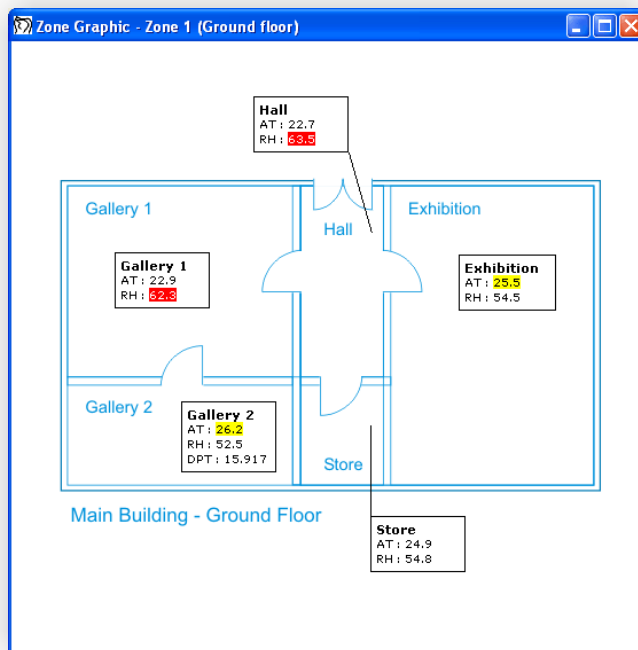 Zone Graphic - Zone 1 (Ground floor)
Hall
AT: 22.7
RH: 63.5
Gallery 1
Hall
Exhibition
Gallery 1
AT: 22.9
RH: 62.3
Exhibition
AT: 25.5
RH: 54.5
Gallery 2
Gallery 2
AT: 26.2
RH: 52.5
DPT: 15.917
Store
Main Building - Ground Floor
Store
AT: 24.9
RH: 54.8